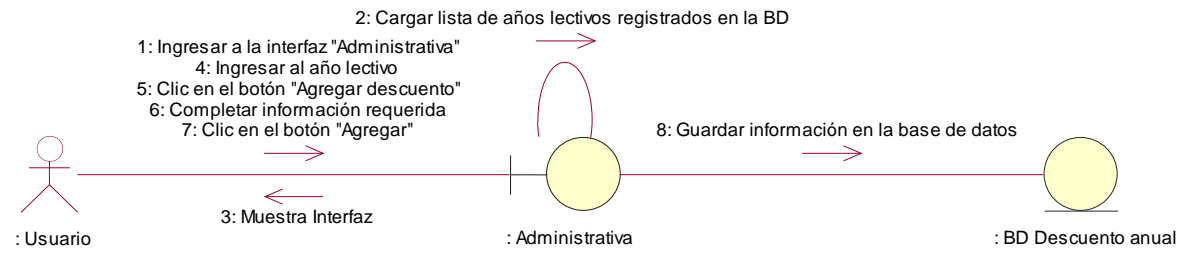 2: Cargar lista de años lectivos registrados en la BD
1: Ingresar a la interfaz "Administrativa"
4: Ingresar al año lectivo
5: Clic en el botón "Agregar descuento"
6: Completar información requerida
7: Clic en el botón "Agregar"
8: Guardar información en la base de datos
3: Muestra Interfaz
: Usuario
: Administrativa
: BD Descuento anual